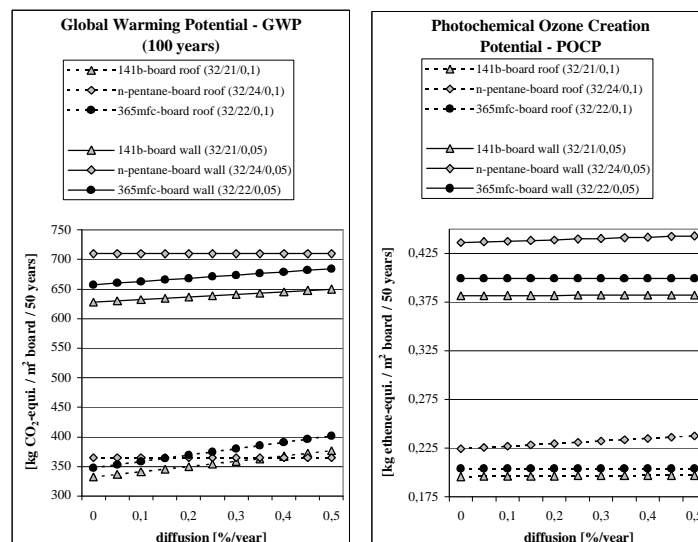 Global Warming Potential - GWP
(100 years)
141b-board roof (32/21/0,1)
n-pentane-board roof (32/24/0,1)
365mfc-board roof (32/22/0,1)
141b-board wall (32/21/0,05)
n-pentane-board wall (32/24/0,05)
365mfc-board wall (32/22/0,05)
[kg CO2-equi. / m2 board / 50 years]
750
700
650
600
550
500
450
400
350
300
0 0,1 0,2 0,3 0,4 0,5
diffusion [%/year]
Photochemical Ozone Creation
Potential - POCP
141b-board roof (32/21/0,1)
n-pentane-board roof (32/24/0,1)
365mfc-board roof (32/22/0,1)
141b-board wall (32/21/0,05)
n-pentane-board wall (32/24/0,05)
365mfc-board wall (32/22/0,05)
[kg ethene-equi. / m2 board / 50 years]
0,425
0,375
0,325
0,275
0,225
0,175
0 0,1 0,2 0,3 0,4 0,5
diffusion [%/year]